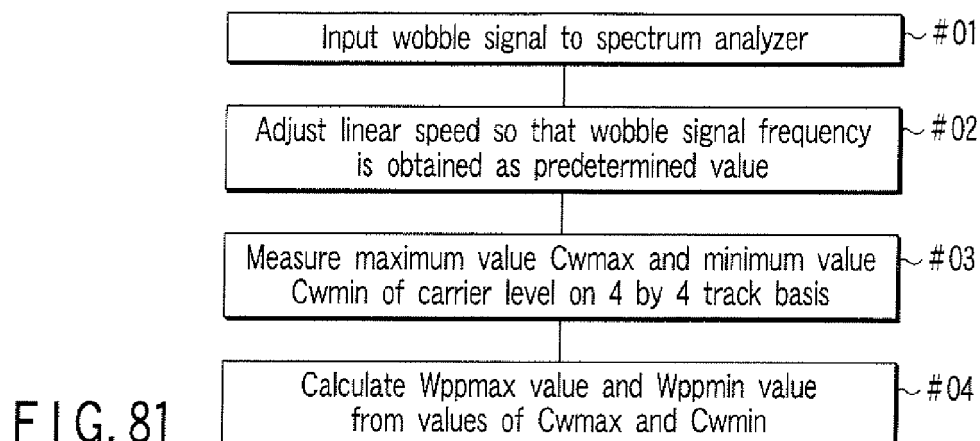 Input wobble signal to spectrum analyzer
#01
Adjust linear speed so that wobble signal frequency
is obtained as predetermined value
#02
Measure maximum value Cwmax and minimum value
Cwmin of carrier level on 4 by 4 track basis
#03
Calculate Wppmax value and Wppmin value
from values of Cwmax and Cwmin
#04
FIG. 81